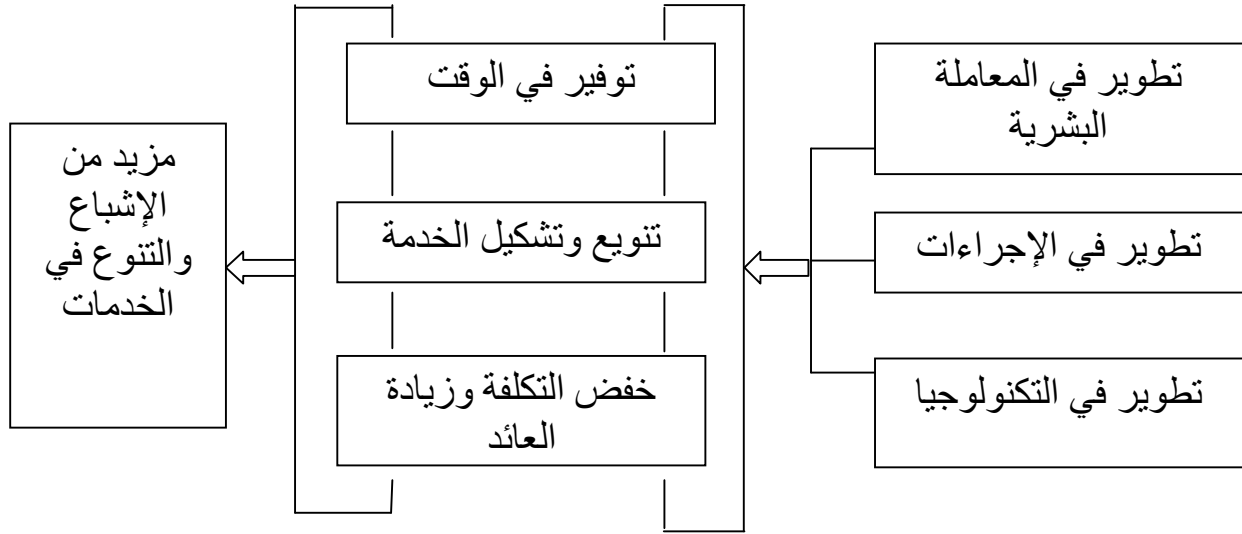 تطوير في المعاملة
البشرية
تطوير في الإجراءات
تطوير في التكنولوجيا
توفير في الوقت
تنويع وتشكيل الخدمة
خفض التكلفة وزيادة
العائد
مزيد من
الإشباع
والتنوع في
الخدمات